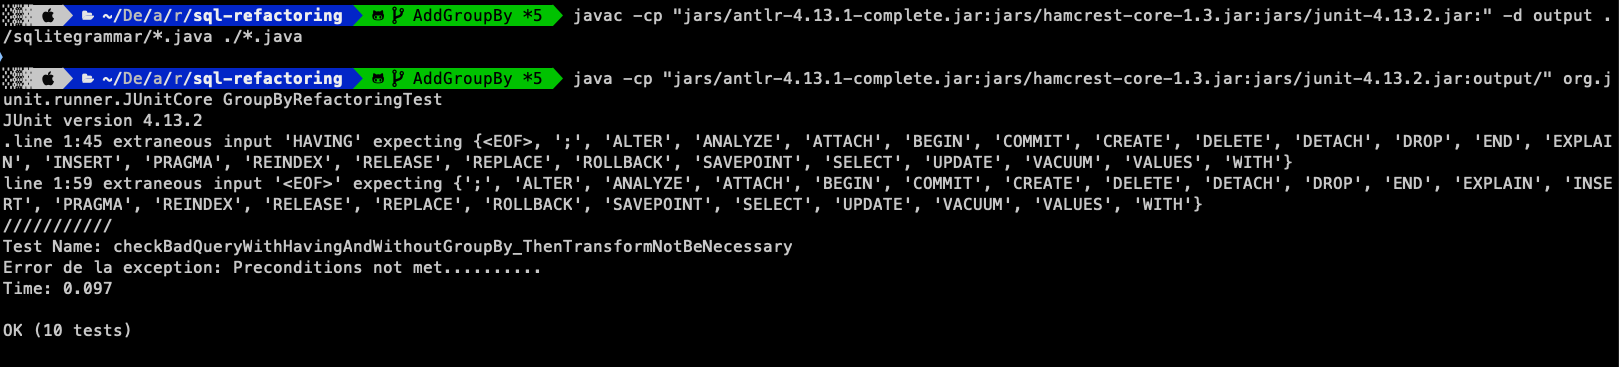 ~/De/a/r/sql-refactoring AddGroupBy *5 javac -cp "jars/antlr-4.13.1-complete.jar:jars/hamcrest-core-1.3.jar:jars/junit-4.13.2.jar:" -d output .
/sqlitegrammar/*.java ./*.java
~/De/a/r/sql-refactoring AddGroupBy *5 java -cp "jars/antlr-4.13.1-complete.jar:jars/hamcrest-core-1.3.jar:jars/junit-4.13.2.jar:output/" org.j
unit.runner.JUnitCore GroupByRefactoringTest
JUnit version 4.13.2
.line 1:45 extraneous input 'HAVING' expecting {<EOF>, ';', 'ALTER', 'ANALYZE', 'ATTACH', 'BEGIN', 'COMMIT', 'CREATE', 'DELETE', 'DETACH', 'DROP', 'END', 'EXPLAI
N', 'INSERT', 'PRAGMA', 'REINDEX', 'RELEASE', 'REPLACE', 'ROLLBACK', 'SAVEPOINT', 'SELECT', 'UPDATE', 'VACUUM', 'VALUES', 'WITH'}
line 1:59 extraneous input '<EOF>' expecting {';', 'ALTER', 'ANALYZE', 'ATTACH', 'BEGIN', 'COMMIT', 'CREATE', 'DELETE', 'DETACH', 'DROP', 'END', 'EXPLAIN', 'INSE
RT', 'PRAGMA', 'REINDEX', 'RELEASE', 'REPLACE', 'ROLLBACK', 'SAVEPOINT', 'SELECT', 'UPDATE', 'VACUUM', 'VALUES', 'WITH'}
///////////
Test Name: checkBadQueryWithHavingAndWithoutGroupBy_ThenTransformNotBeNecessary
Error de la exception: Preconditions not met..........
Time: 0.097
OK (10 tests)